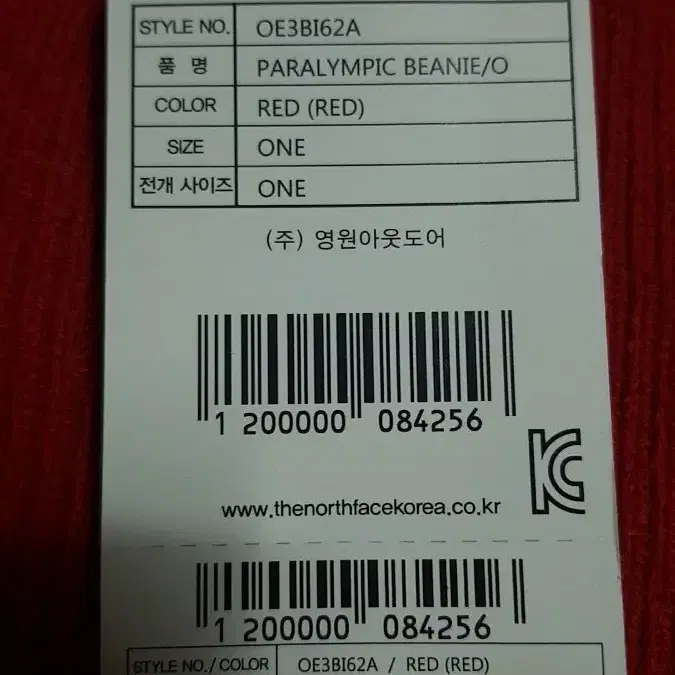 STYLE NO. OE3BI62A
품 명 PARALYMPIC BEANIE/O
COLOR RED (RED)
SIZE ONE
전개 사이즈 ONE
(주) 영원아웃도어
1 200000 084256
KC
www.thenorthfacekorea.co.kr
1 200000 084256
STYLE NO./COLOR OE3BI62A / RED (RED)